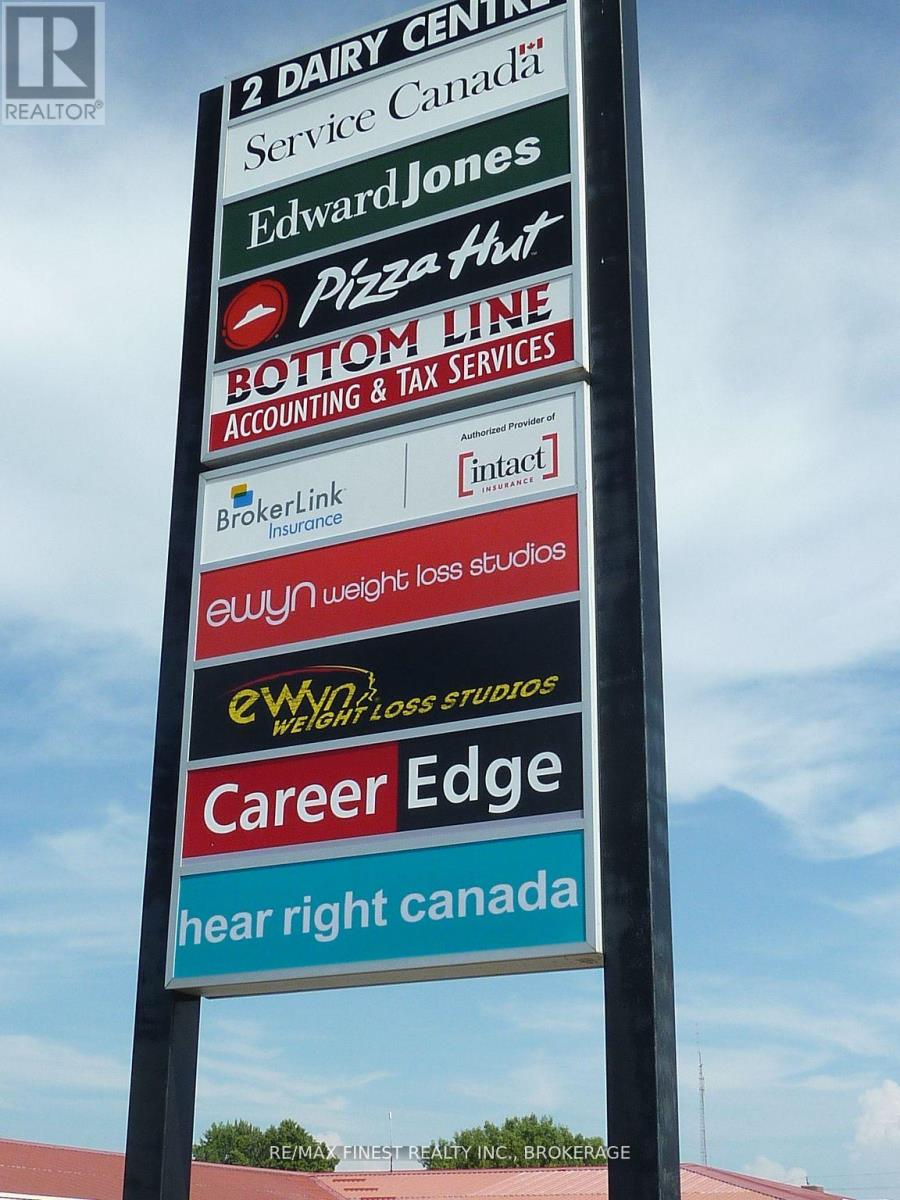 2 DAIRY CENTRE
REALTOR®
Service Canada
Edward Jones
Pizza Hut
BOTTOM LINE
ACCOUNTING & TAX SERVICES
Authorized Provider of
BrokerLink
Insurance
[intact]
INSURANCE
ewyn weight loss studios
ewyn
WEIGHT LOSS STUDIOS
Career Edge
hear right canada
RE/MAX FINEST REALTY INC., BROKERAGE